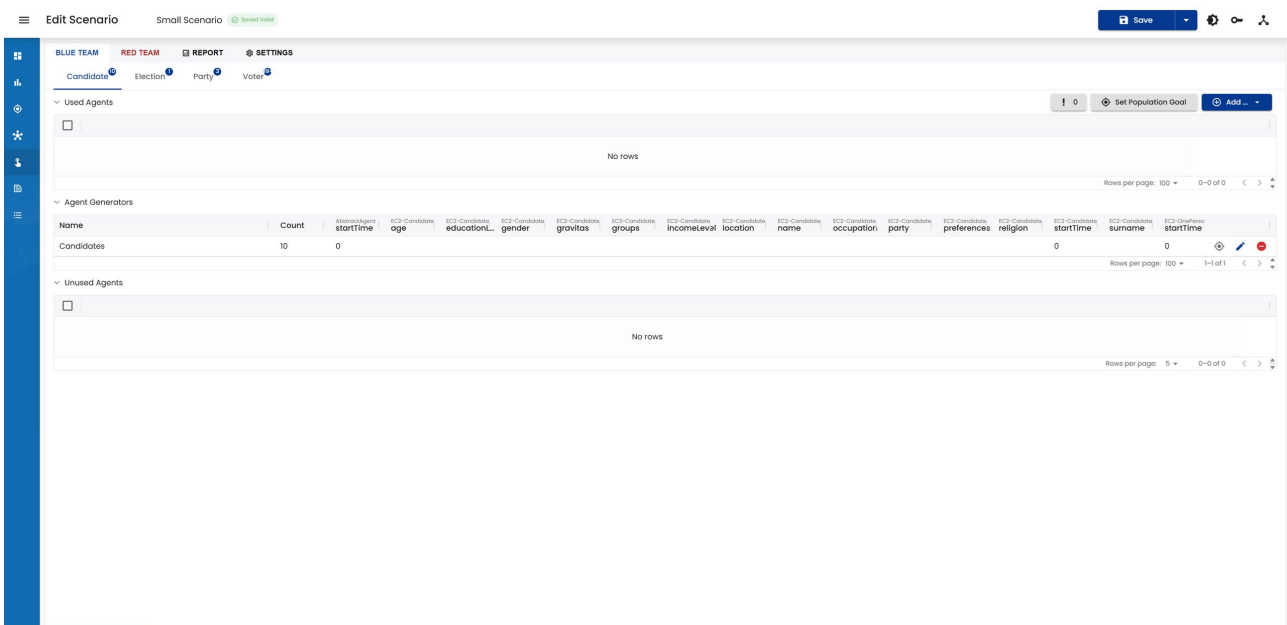 Edit Scenario Small Scenario Saved Valid Save
BLUE TEAM RED TEAM REPORT SETTINGS
Candidate 10 Election 1 Party 3 Voter
Used Agents ! 0 Set Population Goal Add ...
No rows
Rows per page: 100 0–0 of 0
Agent Generators
AbstractAgent EC2-Candidate, EC2-Candidate, EC2-Candidate, EC2-Candidate, EC2-Candidate, EC2-Candidate, EC2-Candidate, EC2-Candidate, EC2-Candidate, EC2-Candidate, EC2-Candidate, EC2-Candidate, EC2-Candidate, EC2-Candidate, EC2-OnePerso
Name Count startTime age educationL... gender gravitas groups incomeLevel location name occupation party preferences religion startTime surname startTime
Candidates 10 0 0 0
Rows per page: 100 1–1 of 1
Unused Agents
No rows
Rows per page: 5 0–0 of 0